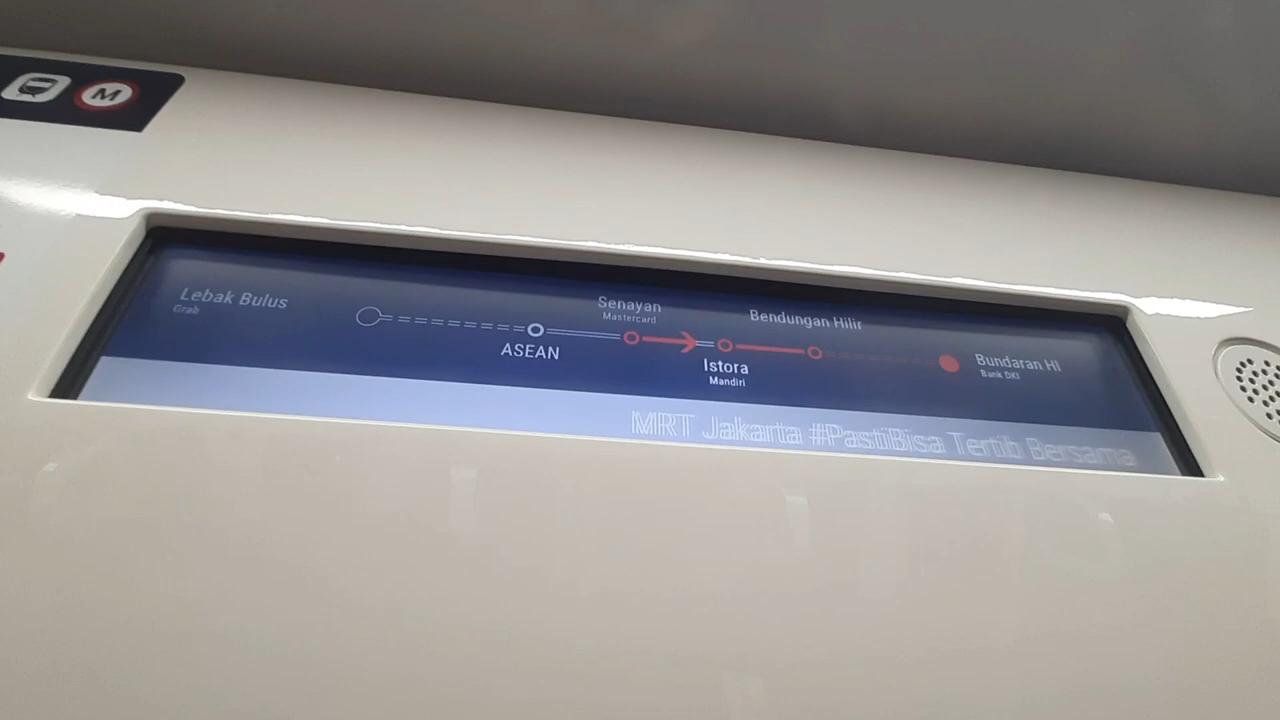 M
Lebak Bulus
Grab
ASEAN
Senayan
Mastercard
Istora
Mandiri
Bendungan Hilir
Bundaran HI
Bank DKI
MRT Jakarta #PastiBisa Tertib Bersama